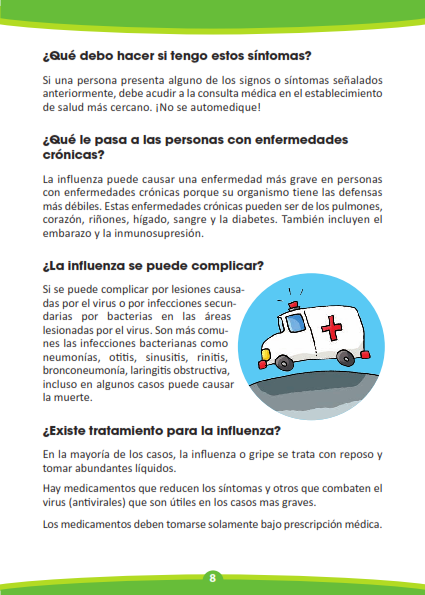 ¿Qué debo hacer si tengo estos síntomas?
Si una persona presenta alguno de los signos o síntomas señalados
anteriormente, debe acudir a la consulta médica en el establecimiento
de salud más cercano. ¡No se automedique!
¿Qué le pasa a las personas con enfermedades
crónicas?
La influenza puede causar una enfermedad más grave en personas
con enfermedades crónicas porque su organismo tiene las defensas
más débiles. Estas enfermedades crónicas pueden ser de los pulmones,
corazón, riñones, hígado, sangre y la diabetes. También incluyen el
embarazo y la inmunosupresión.
¿La influenza se puede complicar?
Si se puede complicar por lesiones causa-
das por el virus o por infecciones secun-
darias por bacterias en las áreas
lesionadas por el virus. Son más comu-
nes las infecciones bacterianas como
neumonías, otitis, sinusitis, rinitis,
bronconeumonía, laringitis obstructiva,
incluso en algunos casos puede causar
la muerte.
¿Existe tratamiento para la influenza?
En la mayoría de los casos, la influenza o gripe se trata con reposo y
tomar abundantes líquidos.
Hay medicamentos que reducen los síntomas y otros que combaten el
virus (antivirales) que son útiles en los casos mas graves.
Los medicamentos deben tomarse solamente bajo prescripción médica.
8